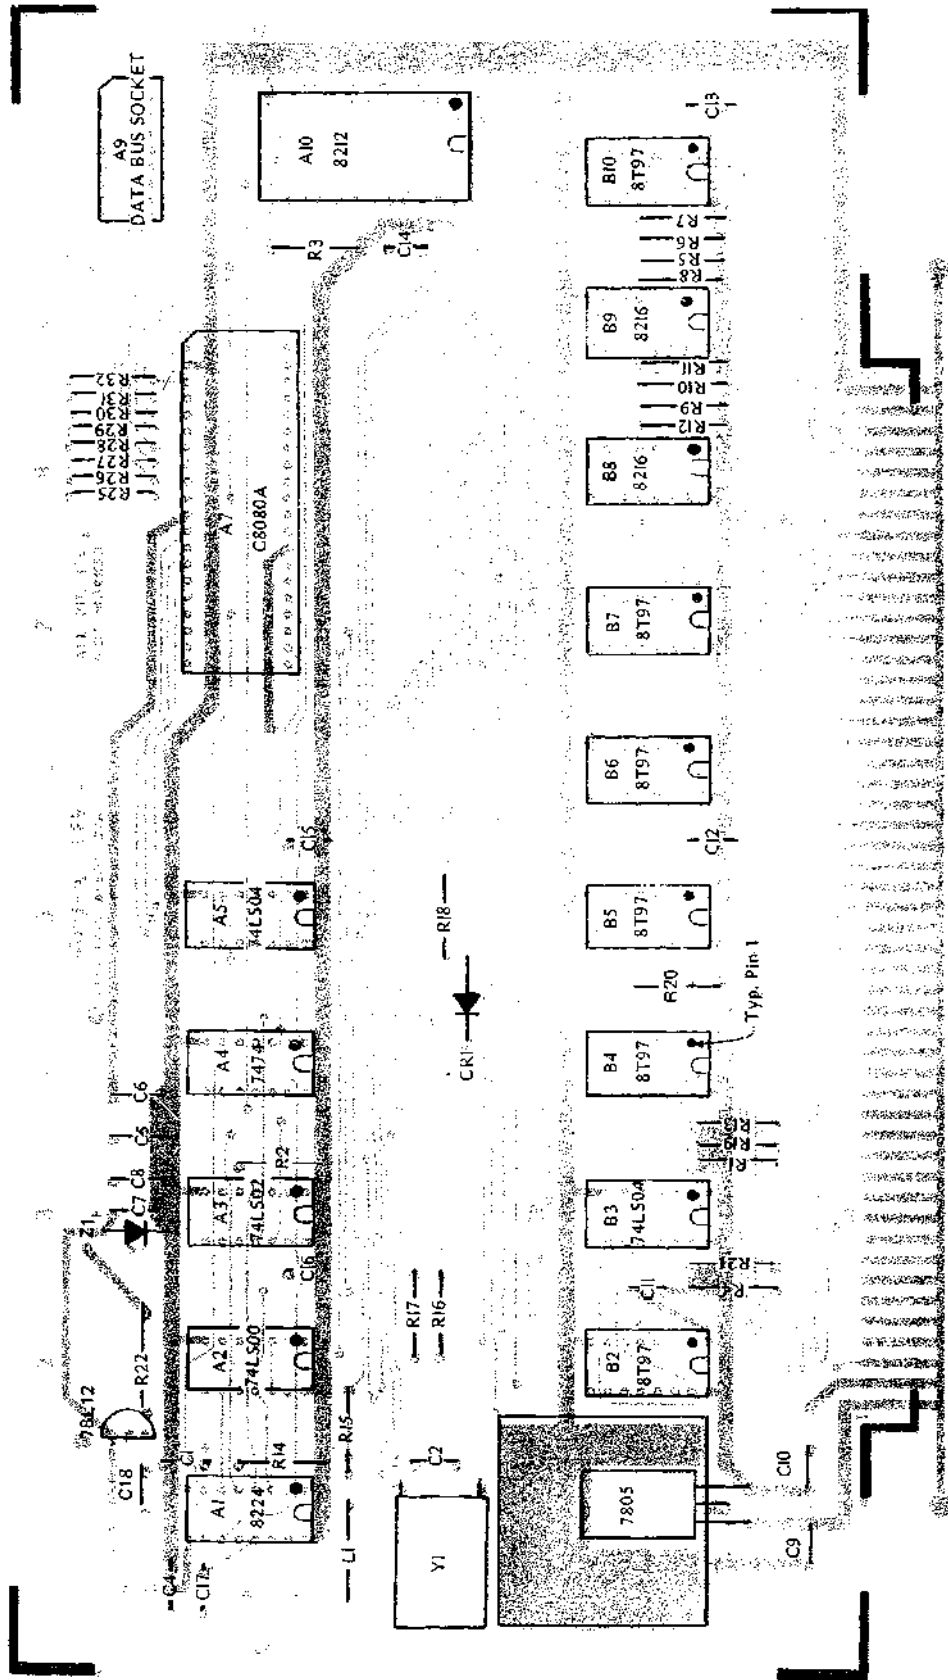 A9
DATA BUS SOCKET
A10
8212
C13
B10
8T97
R3
C14
R7
R6
R5
R8
B9
8216
R11
R10
R9
R12
B8
8216
R32
R31
R30
R29
R28
R27
R26
R25
A7
C8080A
B7
8T97
B6
8T97
C15
C12
A5
74LS04
R18
B5
8T97
R20
Typ. Pin 1
CR1
A4
7474
B4
8T97
C6
C5
C8
C7
Z1
R2
R19
R1
A3
74LS02
B3
74LS04
C16
R21
C11
R17
R16
A2
74LS00
B2
8T97
R22
R15
C18
C1
R14
C2
C10
A1
8224
7805
C9
L1
Y1
C4
C17